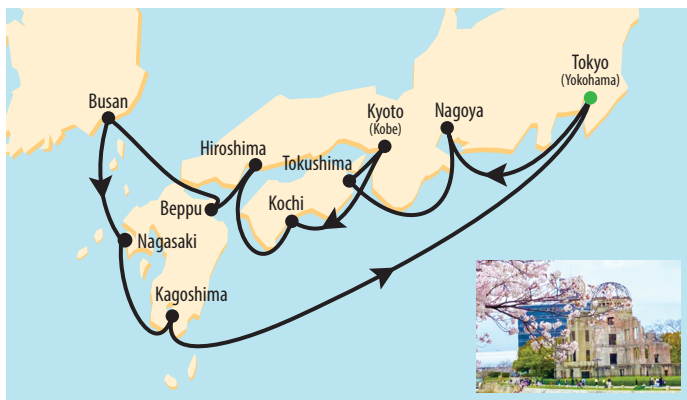 Tokyo
(Yokohama)
Busan
Kyoto
(Kobe)
Nagoya
Hiroshima
Tokushima
Beppu
Kochi
Nagasaki
Kagoshima